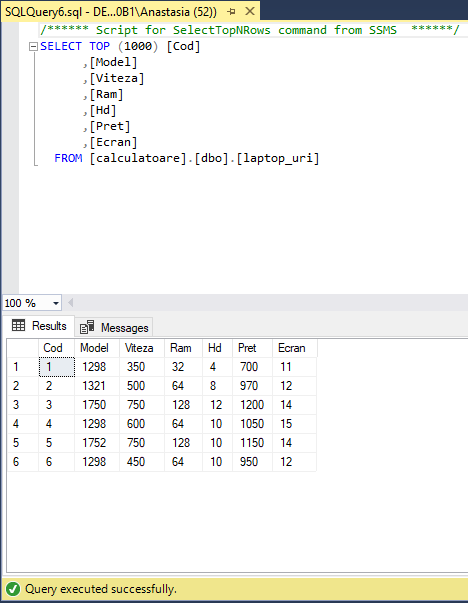 SQLQuery6.sql - DE...0B1\Anastasia (52))
/****** Script for SelectTopNRows command from SSMS  ******/
SELECT TOP (1000) [Cod]
,[Model]
,[Viteza]
,[Ram]
,[Hd]
,[Pret]
,[Ecran]
FROM [calculatoare].[dbo].[laptop_uri]
100 %
Results Messages
Cod Model Viteza Ram Hd Pret Ecran
1 1 1298 350 32 4 700 11
2 2 1321 500 64 8 970 12
3 3 1750 750 128 12 1200 14
4 4 1298 600 64 10 1050 15
5 5 1752 750 128 10 1150 14
6 6 1298 450 64 10 950 12
Query executed successfully.